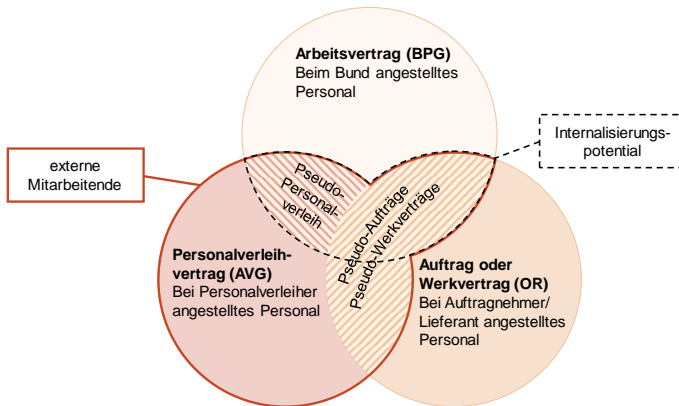 Arbeitsvertrag (BPG)
Beim Bund angestelltes
Personal
Internalisierungs-
potential
externe
Mitarbeitende
Pseudo-
Personal-
verleih
Pseudo-Aufträge
Pseudo-Werkverträge
Personalverleih-
vertrag (AVG)
Bei Personalverleiher
angestelltes Personal
Auftrag oder
Werkvertrag (OR)
Bei Auftragnehmer/
Lieferant angestelltes
Personal